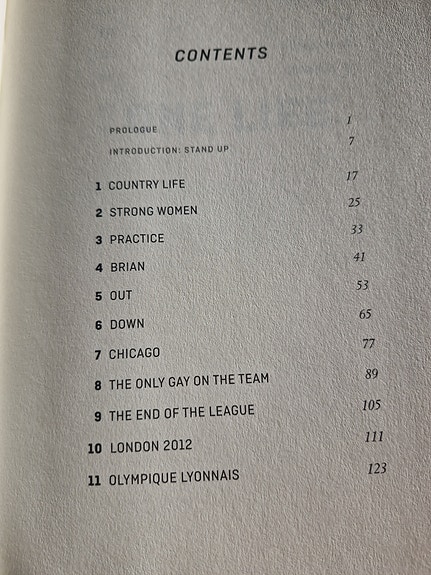 CONTENTS
PROLOGUE 1
INTRODUCTION: STAND UP 7
1 COUNTRY LIFE 17
2 STRONG WOMEN 25
3 PRACTICE 33
4 BRIAN 41
5 OUT 53
6 DOWN 65
7 CHICAGO 77
8 THE ONLY GAY ON THE TEAM 89
9 THE END OF THE LEAGUE 105
10 LONDON 2012 111
11 OLYMPIQUE LYONNAIS 123